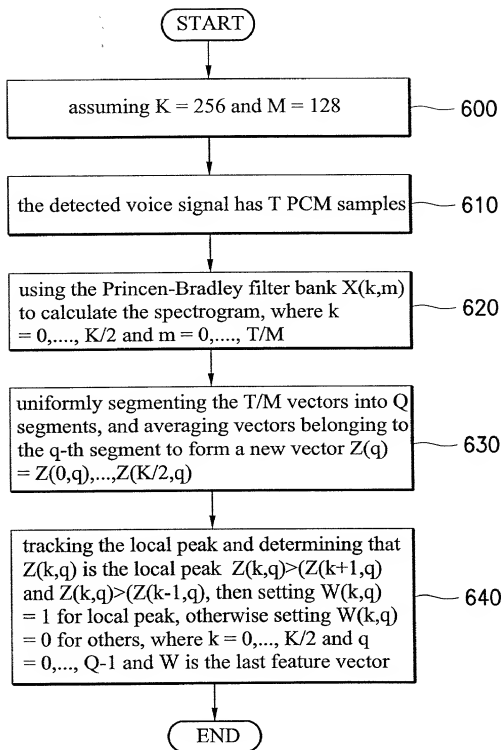 START
assuming K = 256 and M = 128
600
the detected voice signal has T PCM samples
610
using the Princen-Bradley filter bank X(k,m)
to calculate the spectrogram, where k
= 0,...., K/2 and m = 0,...., T/M
620
uniformly segmenting the T/M vectors into Q
segments, and averaging vectors belonging to
the q-th segment to form a new vector Z(q)
= Z(0,q),...,Z(K/2,q)
630
tracking the local peak and determining that
Z(k,q) is the local peak Z(k,q)>(Z(k+1,q)
and Z(k,q)>(Z(k-1,q), then setting W(k,q)
= 1 for local peak, otherwise setting W(k,q)
= 0 for others, where k = 0,..., K/2 and q
= 0,..., Q-1 and W is the last feature vector
640
END